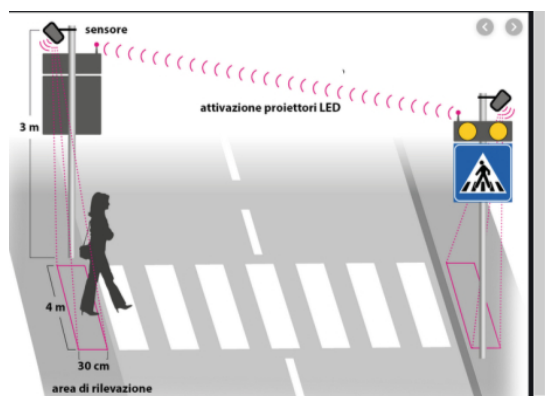 sensore
attivazione proiettori LED
3 m
4 m
30 cm
area di rilevazione